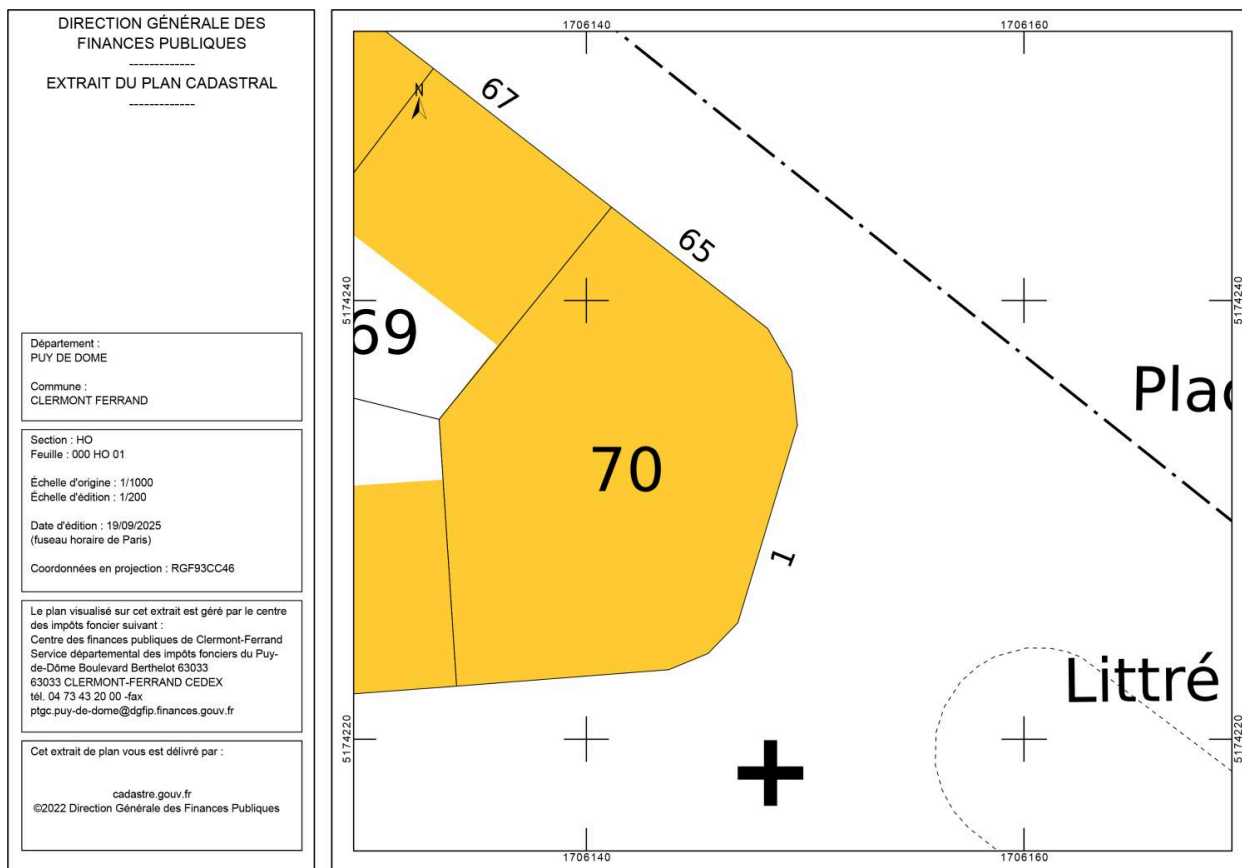 DIRECTION GÉNÉRALE DES
FINANCES PUBLIQUES
-------------
EXTRAIT DU PLAN CADASTRAL
-------------
Département :
PUY DE DOME
Commune :
CLERMONT FERRAND
Section : HO
Feuille : 000 HO 01
Échelle d'origine : 1/1000
Échelle d'édition : 1/200
Date d'édition : 19/09/2025
(fuseau horaire de Paris)
Coordonnées en projection : RGF93CC46
Le plan visualisé sur cet extrait est géré par le centre
des impôts foncier suivant :
Centre des finances publiques de Clermont-Ferrand
Service départemental des impôts fonciers du Puy-
de-Dôme Boulevard Berthelot 63033
63033 CLERMONT-FERRAND CEDEX
tél. 04 73 43 20 00 -fax
ptgc.puy-de-dome@dgfip.finances.gouv.fr
Cet extrait de plan vous est délivré par :
cadastre.gouv.fr
©2022 Direction Générale des Finances Publiques
1706140
1706160
N
67
65
5174240
5174240
69
Plac
70
1
Littré
5174220
5174220
1706140
1706160